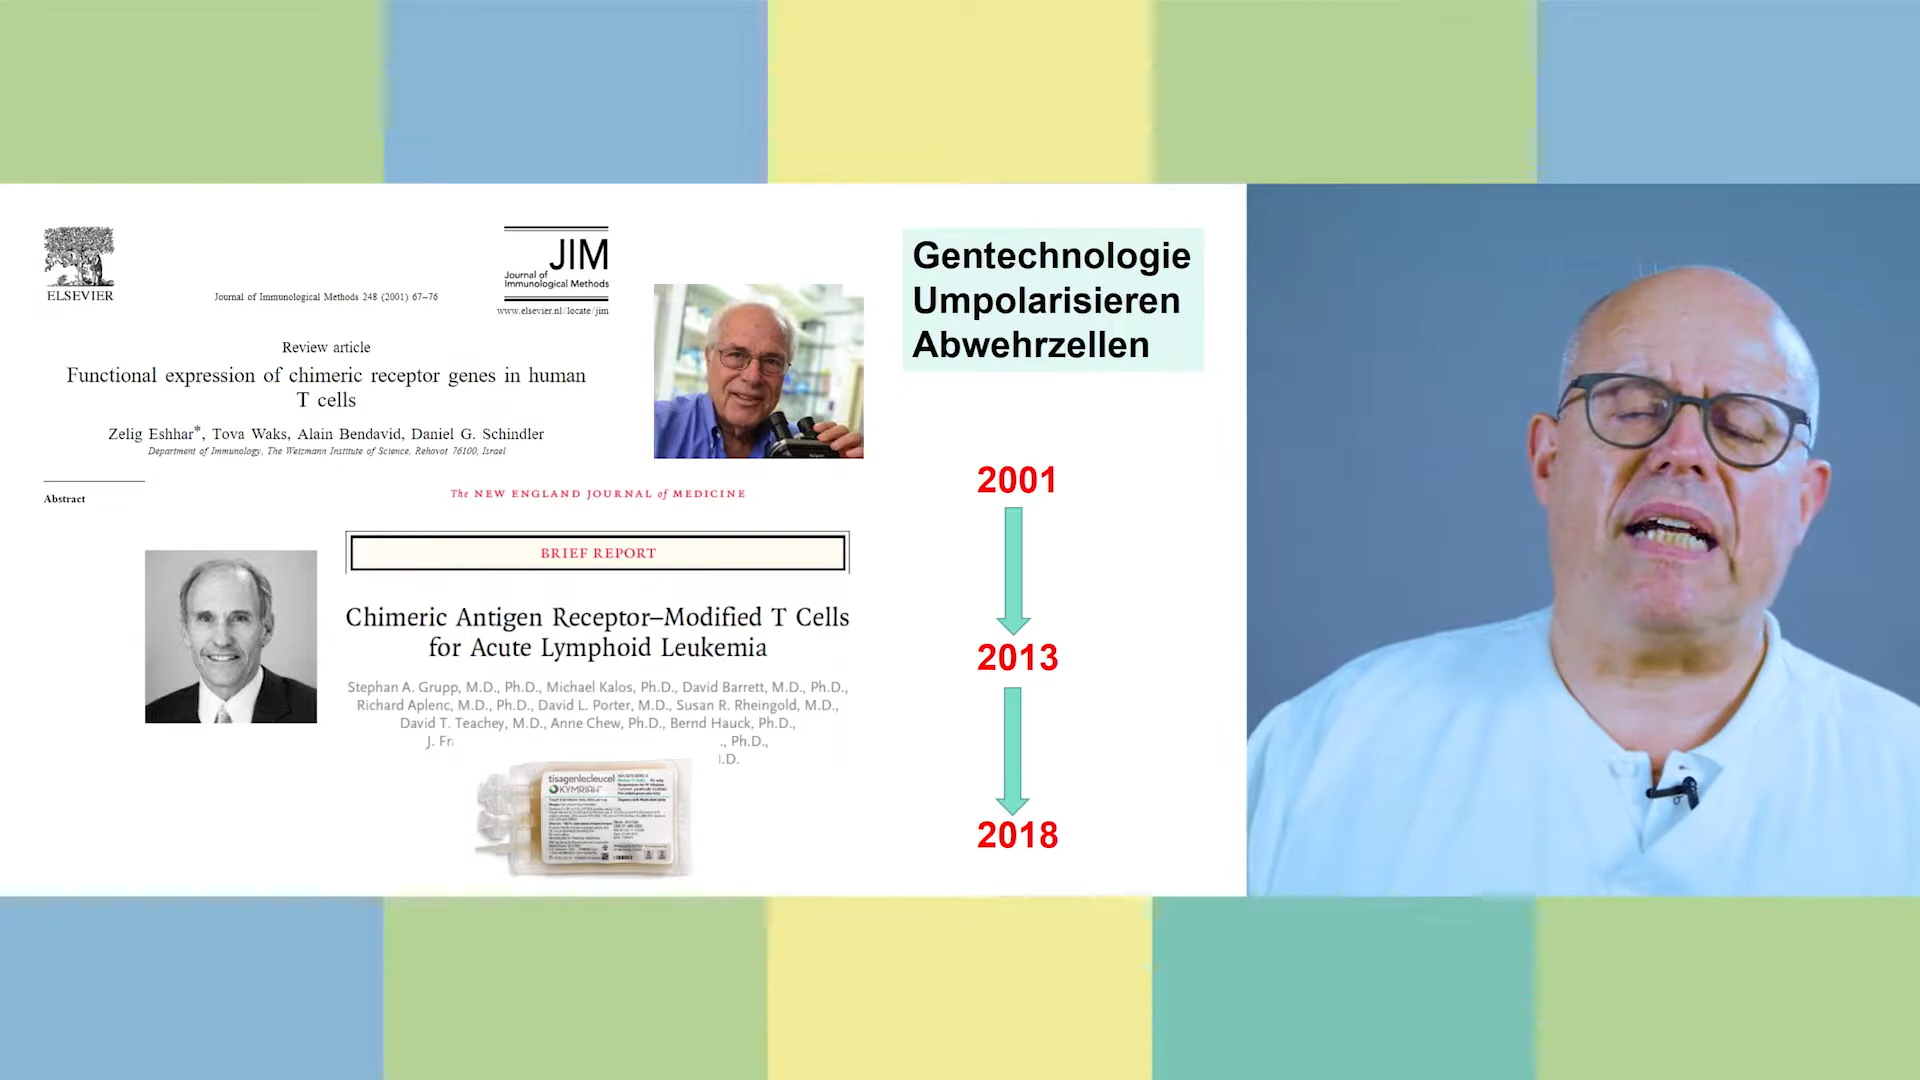 ELSEVIER
Journal of Immunological Methods 248 (2001) 67–76
JIM
Journal of
Immunological Methods
www.elsevier.nl/locate/jim
Review article
Functional expression of chimeric receptor genes in human
T cells
Zelig Eshhar*, Tova Waks, Alain Bendavid, Daniel G. Schindler
Department of Immunology, The Weizmann Institute of Science, Rehovot 76100, Israel
Abstract
Gentechnologie
Umpolarisieren
Abwehrzellen
The NEW ENGLAND JOURNAL of MEDICINE
BRIEF REPORT
Chimeric Antigen Receptor–Modified T Cells
for Acute Lymphoid Leukemia
Stephan A. Grupp, M.D., Ph.D., Michael Kalos, Ph.D., David Barrett, M.D., Ph.D.,
Richard Aplenc, M.D., Ph.D., David L. Porter, M.D., Susan R. Rheingold, M.D.,
David T. Teachey, M.D., Anne Chew, Ph.D., Bernd Hauck, Ph.D.,
J. Fr ., Ph.D.,
.D.
tisagenlecleucel
KYMRIAH
2001
2013
2018